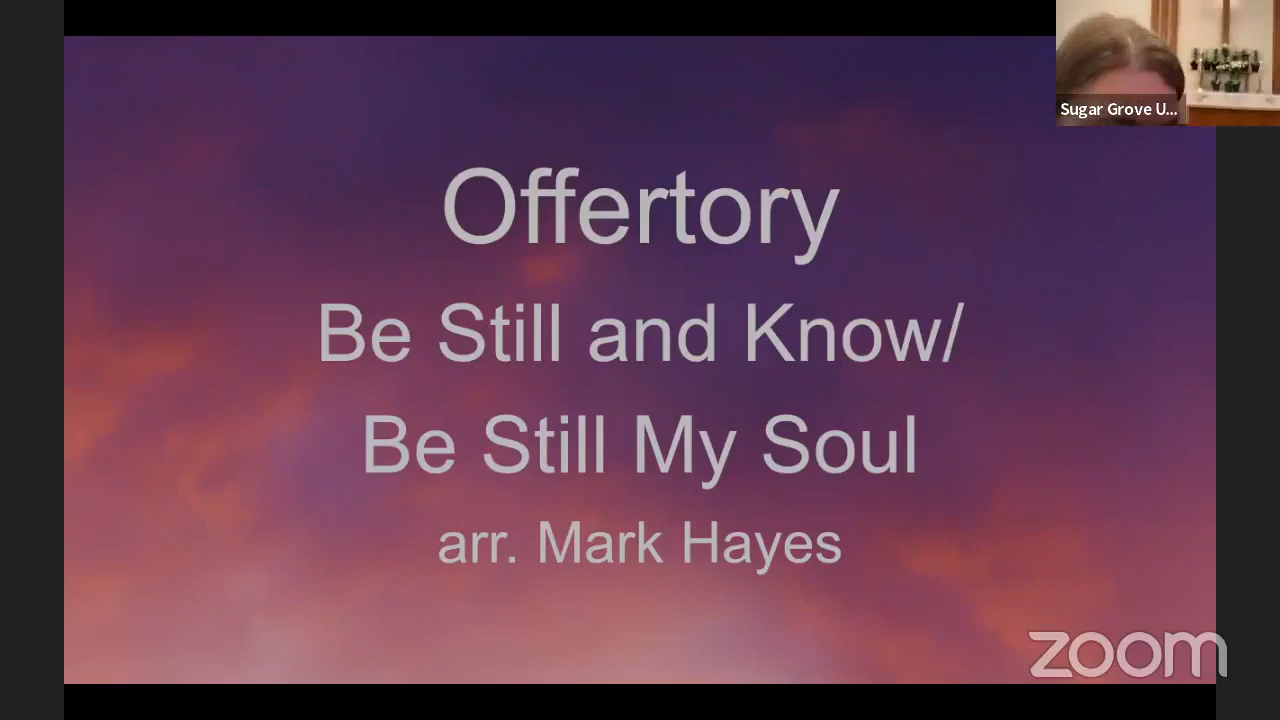 Sugar Grove U...
Offertory
Be Still and Know/
Be Still My Soul
arr. Mark Hayes
zoom